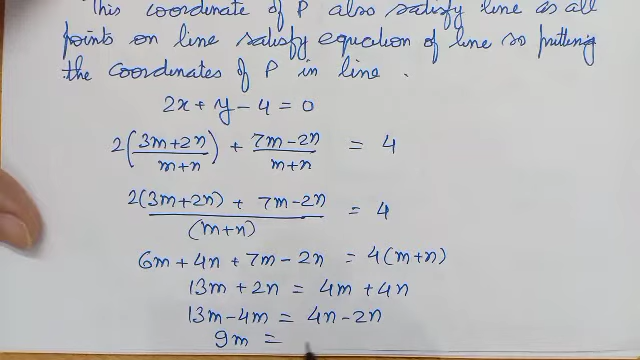 This coordinate of P also satisfy line as all
points on line satisfy equation of line so putting
the coordinates of P in line.
2x + y - 4 = 0
2(3m+2n / m+n) + 7m-2n / m+n = 4
2(3m+2n) + 7m-2n / (m+n) = 4
6m + 4n + 7m - 2n = 4(m+n)
13m + 2n = 4m + 4n
13m - 4m = 4n - 2n
9m =